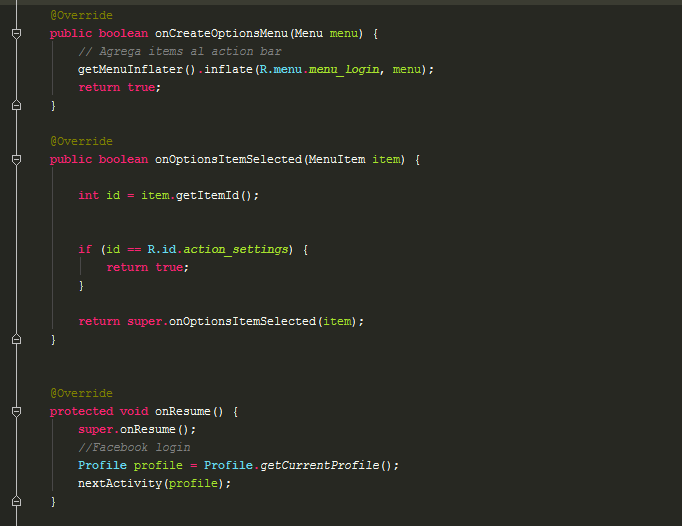 @Override
public boolean onCreateOptionsMenu(Menu menu) {
// Agrega items al action bar
getMenuInflater().inflate(R.menu.menu_login, menu);
return true;
}
@Override
public boolean onOptionsItemSelected(MenuItem item) {
int id = item.getItemId();
if (id == R.id.action_settings) {
return true;
}
return super.onOptionsItemSelected(item);
}
@Override
protected void onResume() {
super.onResume();
//Facebook login
Profile profile = Profile.getCurrentProfile();
nextActivity(profile);
}